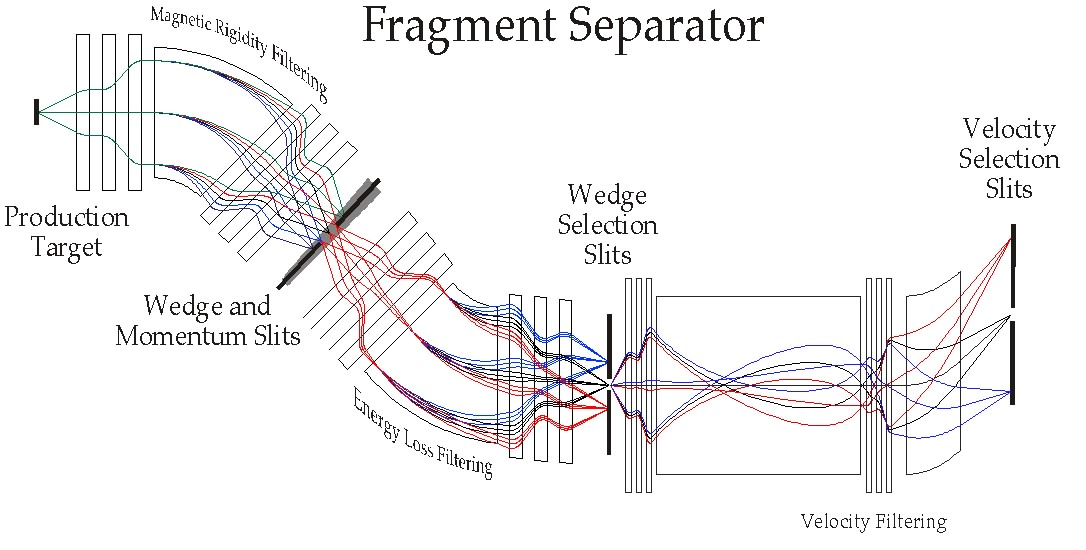 Fragment Separator
Magnetic Rigidity Filtering
Production
Target
Wedge and
Momentum Slits
Energy Loss Filtering
Wedge
Selection
Slits
Velocity
Selection
Slits
Velocity Filtering